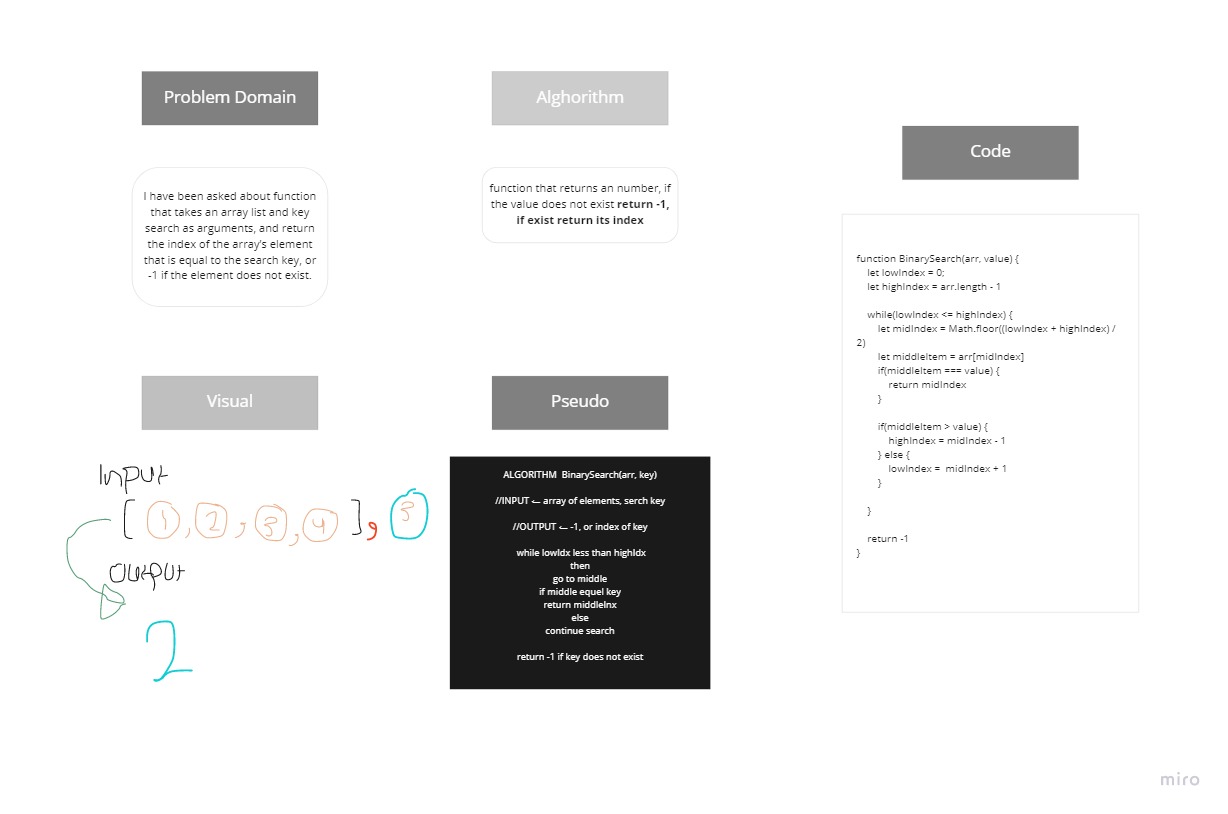 Problem Domain
I have been asked about function
that takes an array list and key
search as arguments, and return
the index of the array's element
that is equal to the search key, or
-1 if the element does not exist.
Alghorithm
function that returns an number, if
the value does not exist return -1,
if exist return its index
Visual
Input
[ 1, 2, 3, 4 ], 3
Output
2
Pseudo
ALGORITHM BinarySearch(arr, key)
//INPUT ← array of elements, serch key
//OUTPUT ← -1, or index of key
while lowIdx less than highIdx
then
go to middle
if middle equel key
return middleInx
else
continue search
return -1 if key does not exist
Code
function BinarySearch(arr, value) {
let lowIndex = 0;
let highIndex = arr.length - 1
while(lowIndex <= highIndex) {
let midIndex = Math.floor((lowIndex + highIndex) /
2)
let middleItem = arr[midIndex]
if(middleItem === value) {
return midIndex
}
if(middleItem > value) {
highIndex = midIndex - 1
} else {
lowIndex = midIndex + 1
}
}
return -1
}
miro